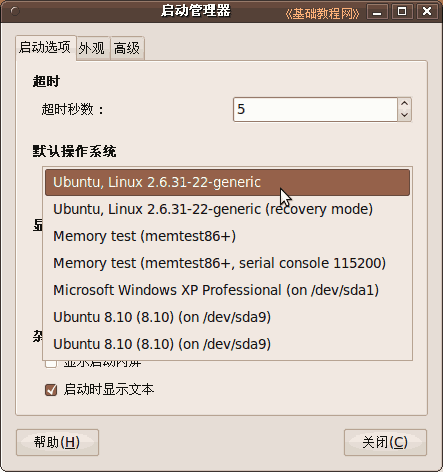 启动管理器
《基础教程网》
启动选项 外观 高级
超时
超时秒数：
5
默认操作系统
Ubuntu, Linux 2.6.31-22-generic
Ubuntu, Linux 2.6.31-22-generic (recovery mode)
Memory test (memtest86+)
Memory test (memtest86+, serial console 115200)
Microsoft Windows XP Professional (on /dev/sda1)
Ubuntu 8.10 (8.10) (on /dev/sda9)
Ubuntu 8.10 (8.10) (on /dev/sda9)
启动时显示文本
帮助(H)
关闭(C)